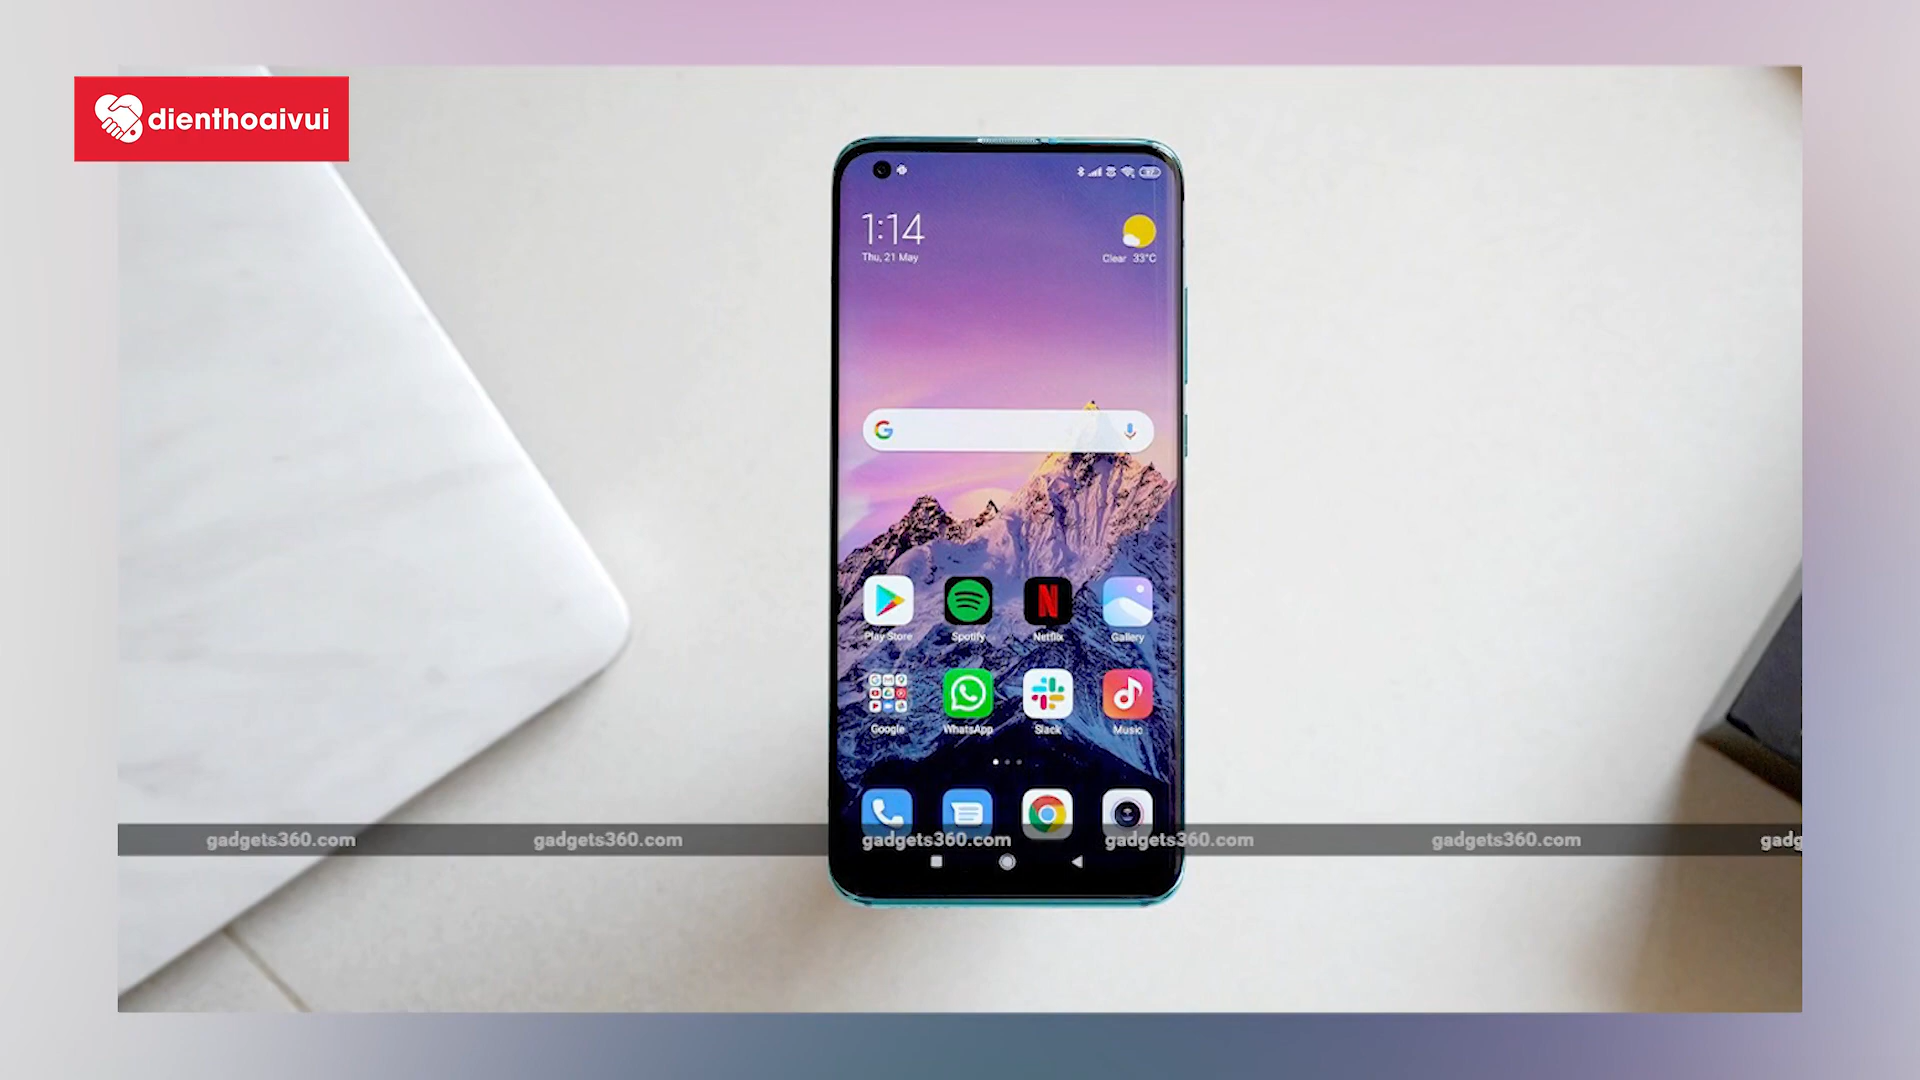 dienthoaivui
1:14
Thu, 21 May
Clear 33°C
Play Store
Spotify
Netflix
Gallery
Google
WhatsApp
Slack
Music
gadgets360.com
gadgets360.com
gadgets360.com
gadgets360.com
gadgets360.com
gadg